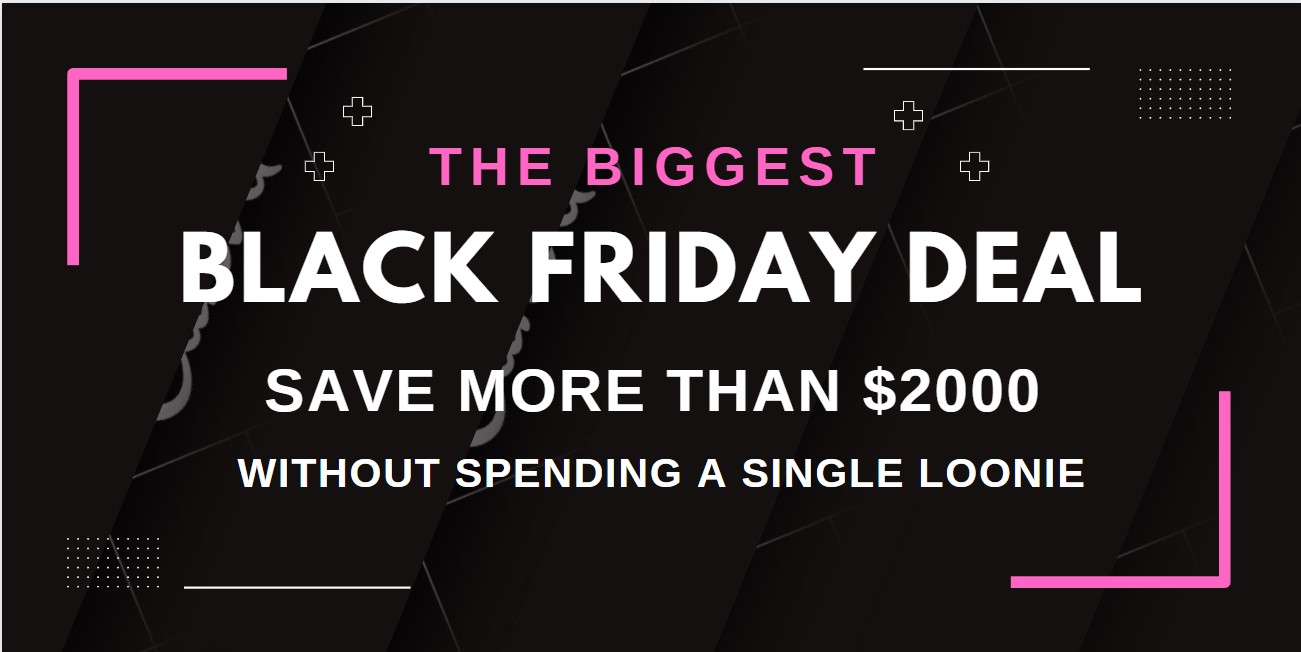 THE BIGGEST
BLACK FRIDAY DEAL
SAVE MORE THAN $2000
WITHOUT SPENDING A SINGLE LOONIE